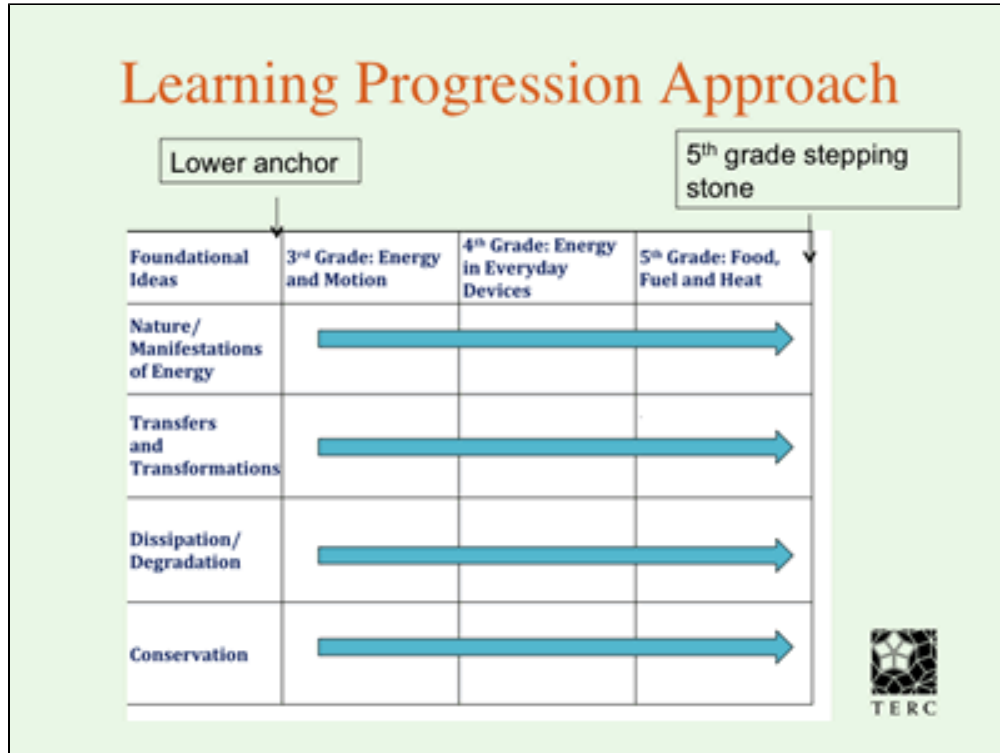 Learning Progression Approach
Lower anchor
5th grade stepping
stone
Foundational
Ideas
3rd Grade: Energy
and Motion
4th Grade: Energy
in Everyday
Devices
5th Grade: Food,
Fuel and Heat
Nature/
Manifestations
of Energy
Transfers
and
Transformations
Dissipation/
Degradation
Conservation
TERC